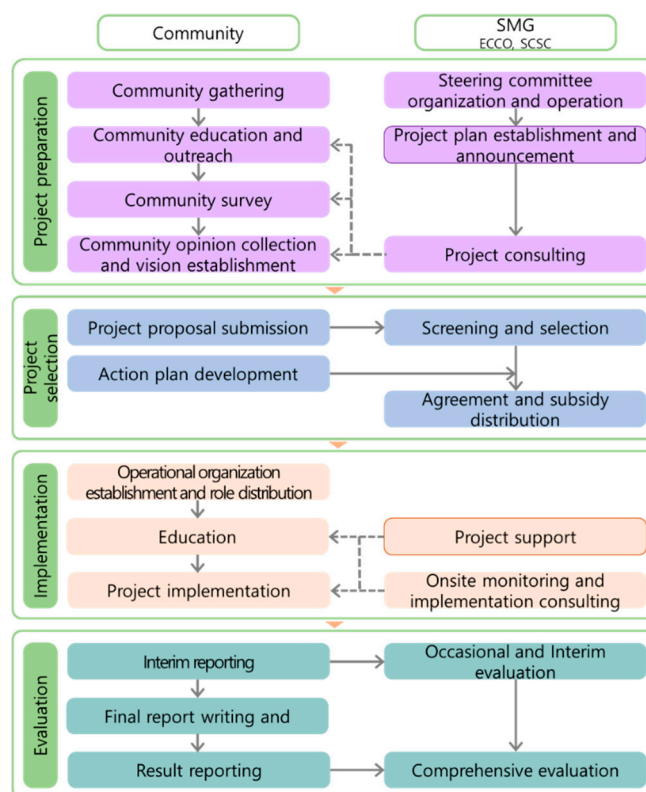 Community
SMG
ECCO, SCSC
Project preparation
Community gathering
Community education and
outreach
Community survey
Community opinion collection
and vision establishment
Steering committee
organization and operation
Project plan establishment and
announcement
Project consulting
Project
selection
Project proposal submission
Action plan development
Screening and selection
Agreement and subsidy
distribution
Implementation
Operational organization
establishment and role distribution
Education
Project implementation
Project support
Onsite monitoring and
implementation consulting
Evaluation
Interim reporting
Final report writing and
Result reporting
Occasional and Interim
evaluation
Comprehensive evaluation